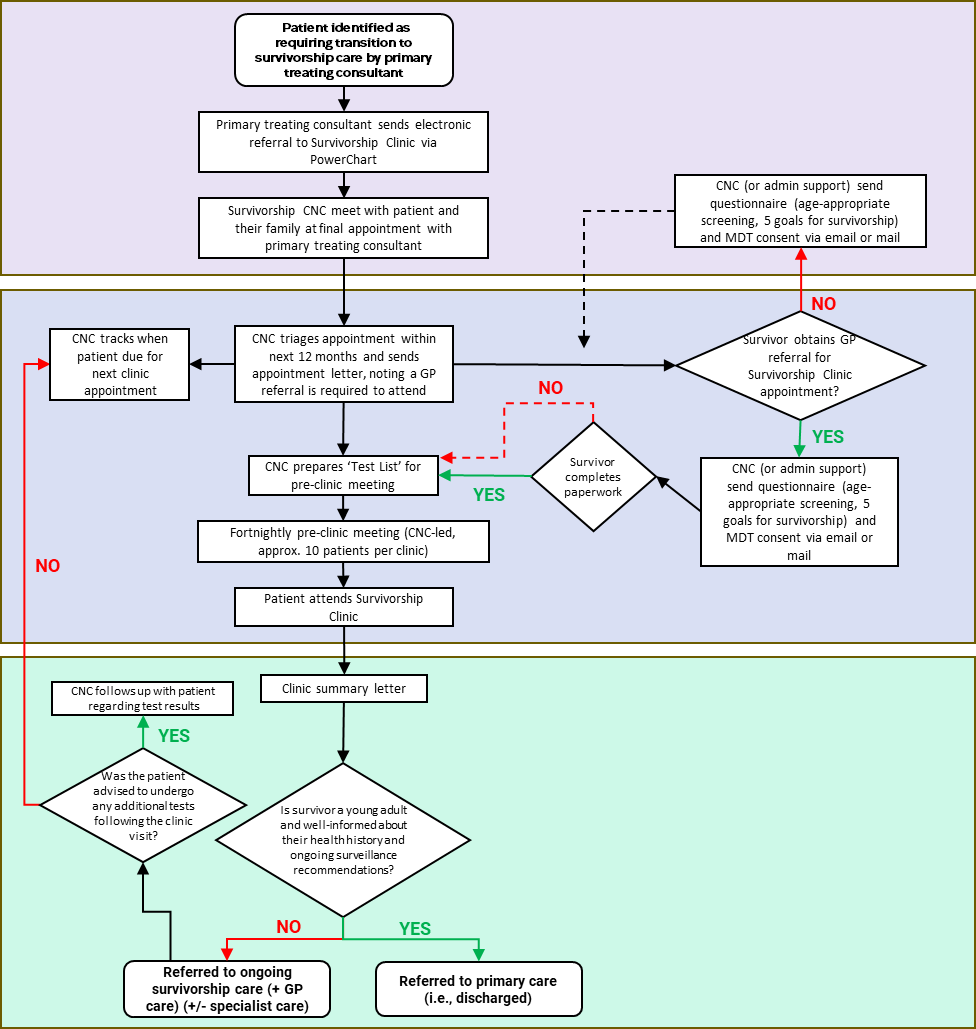 Patient identified as
requiring transition to
survivorship care by primary
treating consultant
Primary treating consultant sends electronic
referral to Survivorship Clinic via
PowerChart
Survivorship CNC meet with patient and
their family at final appointment with
primary treating consultant
CNC (or admin support) send
questionnaire (age-appropriate
screening, 5 goals for survivorship)
and MDT consent via email or mail
NO
CNC tracks when
patient due for
next clinic
appointment
CNC triages appointment within
next 12 months and sends
appointment letter, noting a GP
referral is required to attend
Survivor obtains GP
referral for
Survivorship Clinic
appointment?
NO
YES
CNC prepares ‘Test List’ for
pre-clinic meeting
YES
Survivor
completes
paperwork
CNC (or admin support)
send questionnaire (age-
appropriate screening, 5
goals for survivorship) and
MDT consent via email or
mail
Fortnightly pre-clinic meeting (CNC-led,
approx. 10 patients per clinic)
NO
Patient attends Survivorship
Clinic
CNC follows up with patient
regarding test results
Clinic summary letter
YES
Was the patient
advised to undergo
any additional tests
following the clinic
visit?
Is survivor a young adult
and well-informed about
their health history and
ongoing surveillance
recommendations?
NO
YES
Referred to ongoing
survivorship care (+ GP
care) (+/- specialist care)
Referred to primary care
(i.e., discharged)